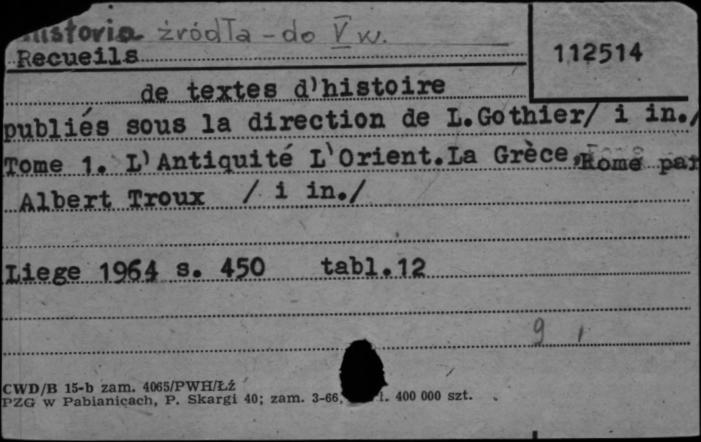 Historia źródła - do V w.
Recueils
112514
de textes d'histoire
publiés sous la direction de L.Gothier/ i in./
Tome 1. L'Antiquité L'Orient.La Grèce, Rome par
Albert Troux / i in./
Liege 1964 s. 450 tabl.12
9
CWD/B 15-b zam. 4065/PWH/Łż
PZG w Pabianicach, P. Skargi 40; zam. 3-66, 400 000 szt.